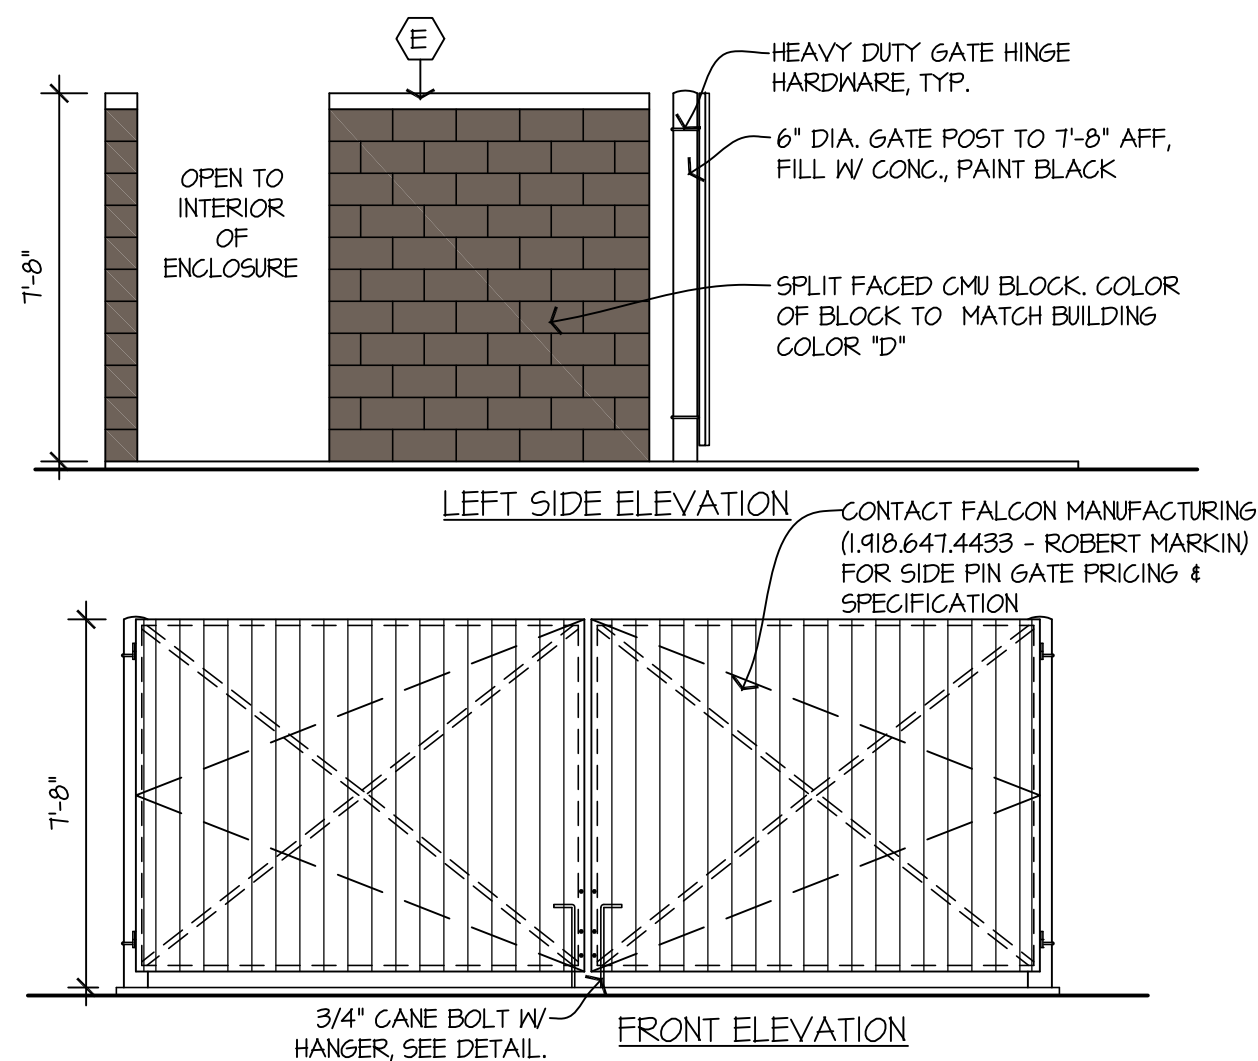 E
HEAVY DUTY GATE HINGE
HARDWARE, TYP.
6" DIA. GATE POST TO 7'-8" AFF,
FILL W/ CONC., PAINT BLACK
OPEN TO
INTERIOR
OF
ENCLOSURE
7'-8"
SPLIT FACED CMU BLOCK. COLOR
OF BLOCK TO MATCH BUILDING
COLOR "D"
LEFT SIDE ELEVATION
CONTACT FALCON MANUFACTURING
(1.918.647.4433 - ROBERT MARKIN)
FOR SIDE PIN GATE PRICING &
SPECIFICATION
7'-8"
3/4" CANE BOLT W/
HANGER, SEE DETAIL.
FRONT ELEVATION